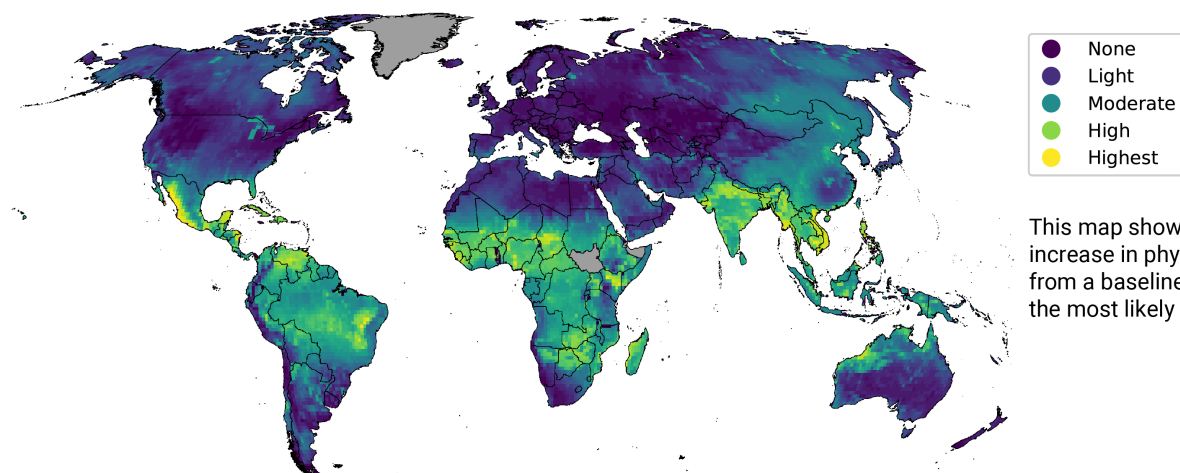 None
Light
Moderate
High
Highest
This map show
increase in phy
from a baseline
the most likely